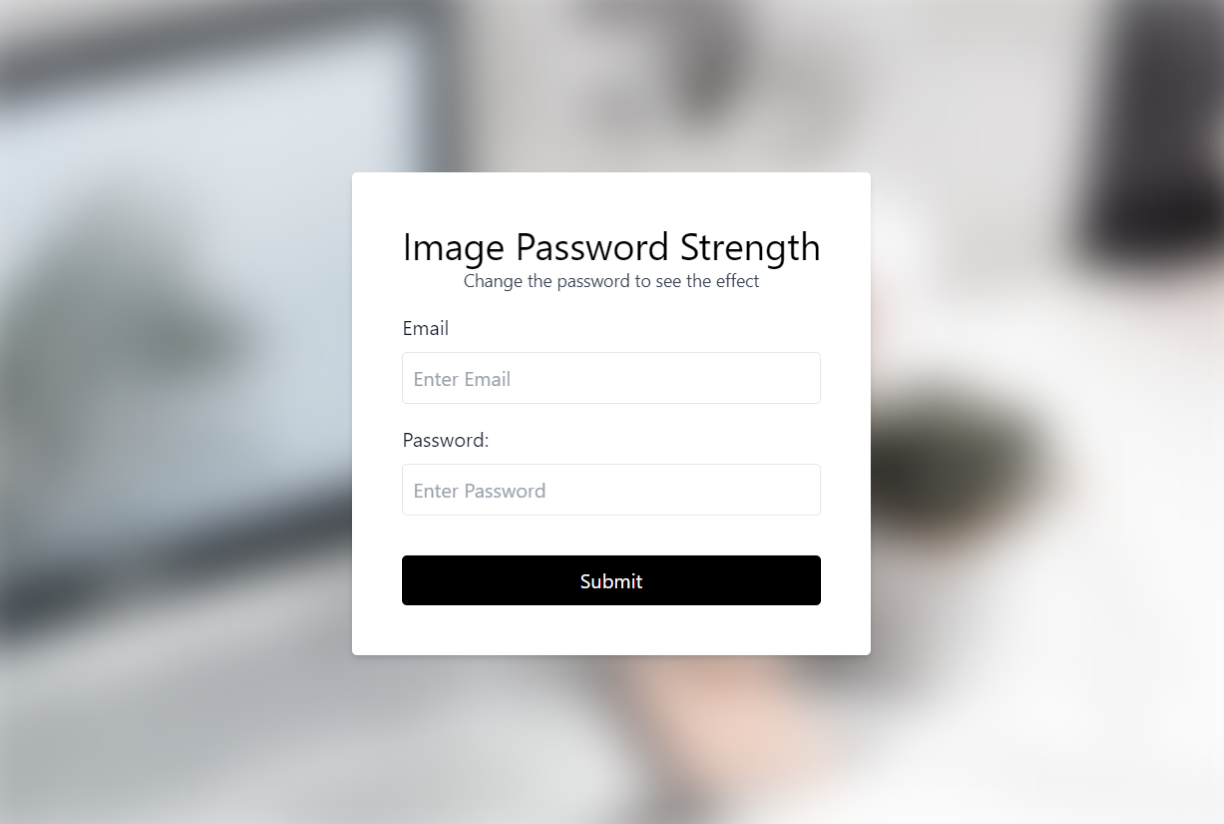 Image Password Strength
Change the password to see the effect
Email
Enter Email
Password:
Enter Password
Submit